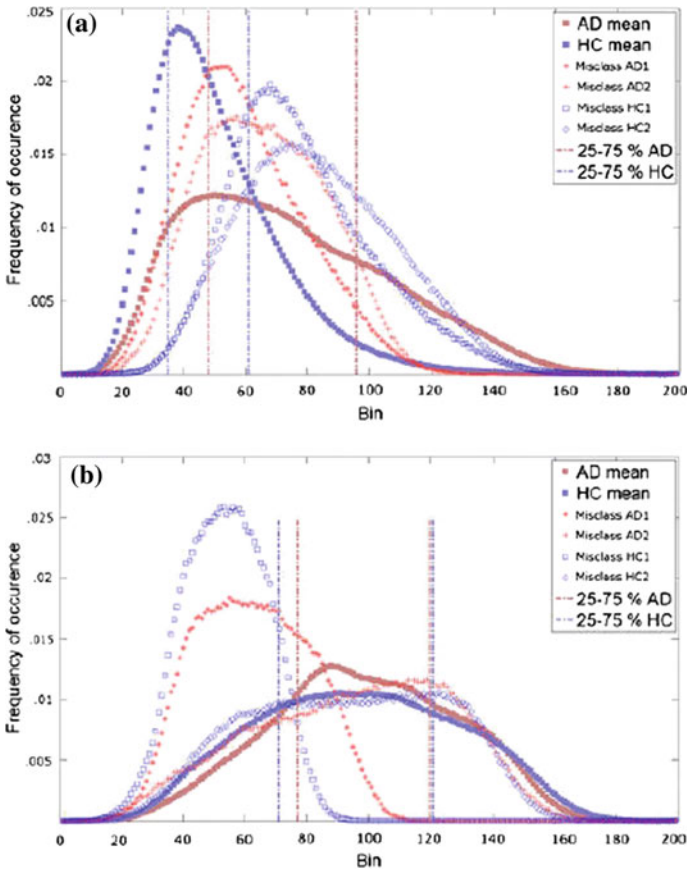 (a)
.025
.02
.015
.01
.005
Frequency of occurence
0 20 40 60 80 100 120 140 160 180 200
Bin
AD mean
HC mean
Misclass AD1
Misclass AD2
Misclass HC1
Misclass HC2
25-75 % AD
25-75 % HC
(b)
.03
.025
.02
.015
.01
.005
Frequency of occurence
0 20 40 60 80 100 120 140 160 180 200
Bin
AD mean
HC mean
Misclass AD1
Misclass AD2
Misclass HC1
Misclass HC2
25-75 % AD
25-75 % HC